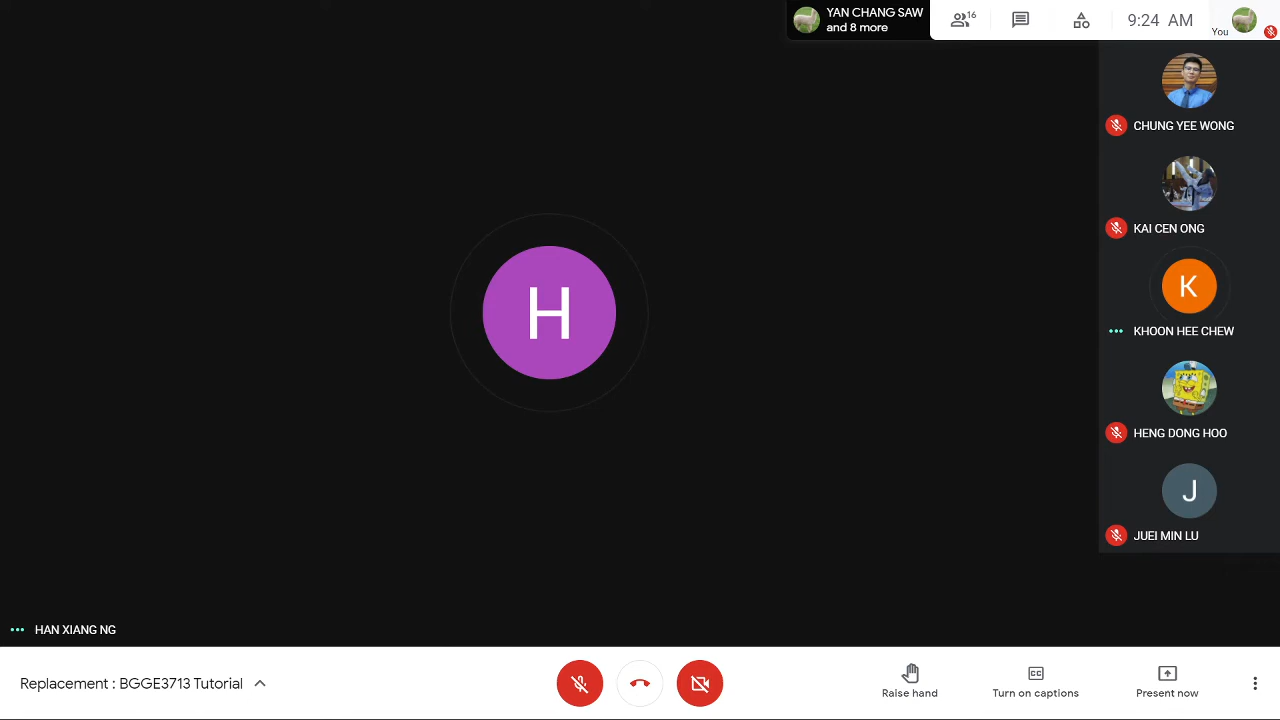 YAN CHANG SAW
and 8 more
16
9:24 AM
You
CHUNG YEE WONG
KAI CEN ONG
K
KHOON HEE CHEW
H
HENG DONG HOO
J
JUEI MIN LU
HAN XIANG NG
Replacement : BGGE3713 Tutorial
CC
Raise hand
Turn on captions
Present now